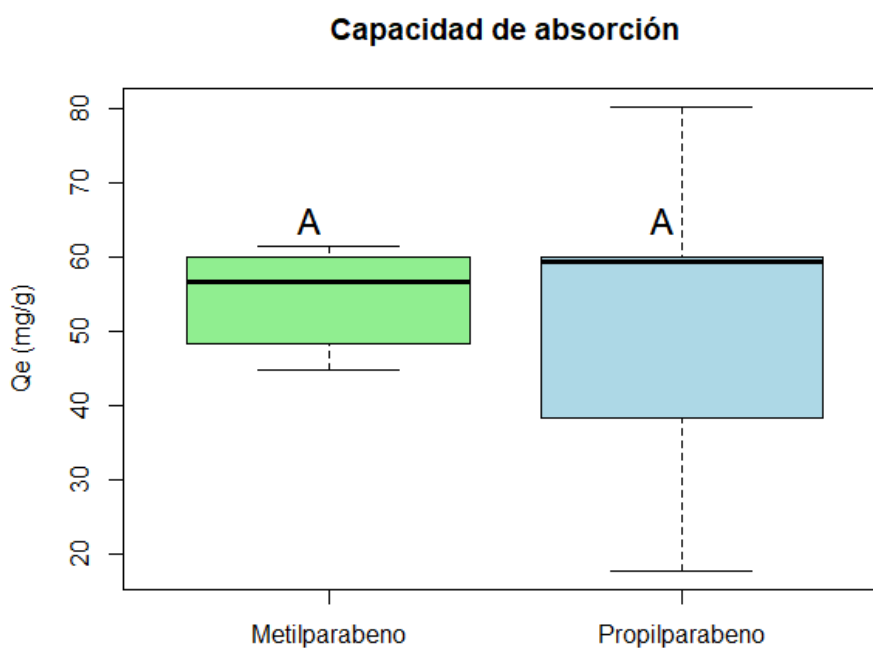 Capacidad de absorción
80
70
60
50
40
30
20
Qe (mg/g)
A
A
Metilparabeno
Propilparabeno